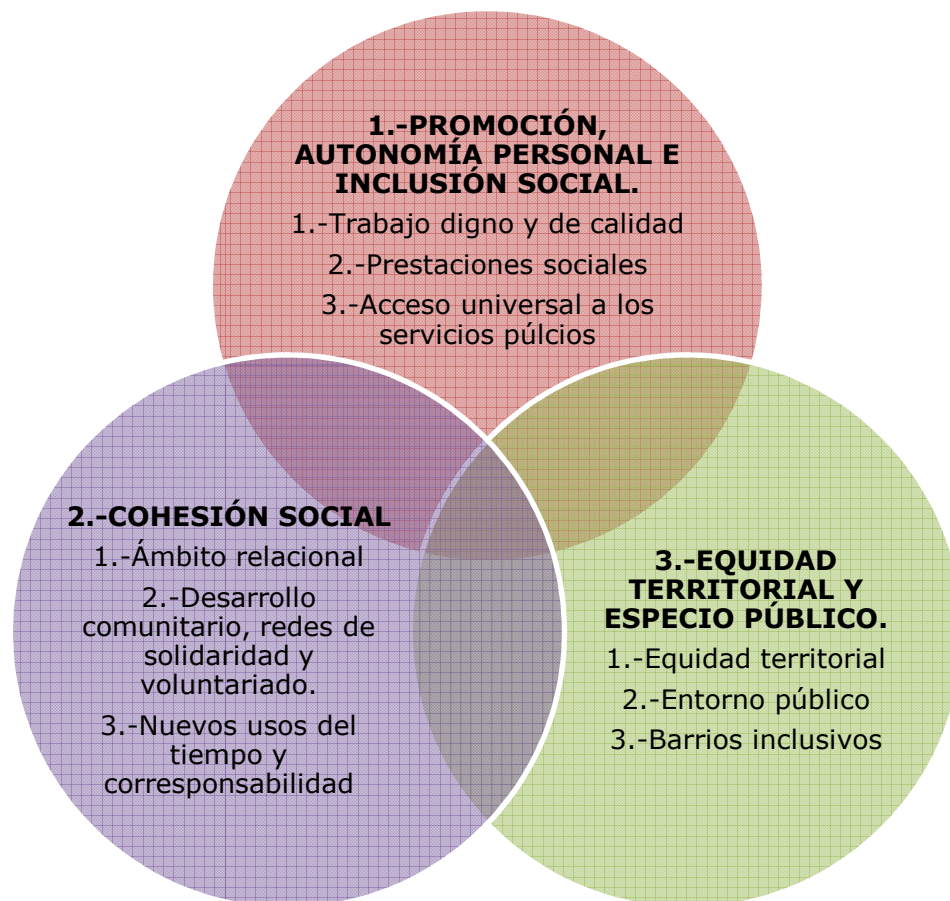 1.-PROMOCIÓN,
AUTONOMÍA PERSONAL E
INCLUSIÓN SOCIAL.
1.-Trabajo digno y de calidad
2.-Prestaciones sociales
3.-Acceso universal a los
servicios púlcios
2.-COHESIÓN SOCIAL
1.-Ámbito relacional
2.-Desarrollo
comunitario, redes de
solidaridad y
voluntariado.
3.-Nuevos usos del
tiempo y
corresponsabilidad
3.-EQUIDAD
TERRITORIAL Y
ESPECIO PÚBLICO.
1.-Equidad territorial
2.-Entorno público
3.-Barrios inclusivos